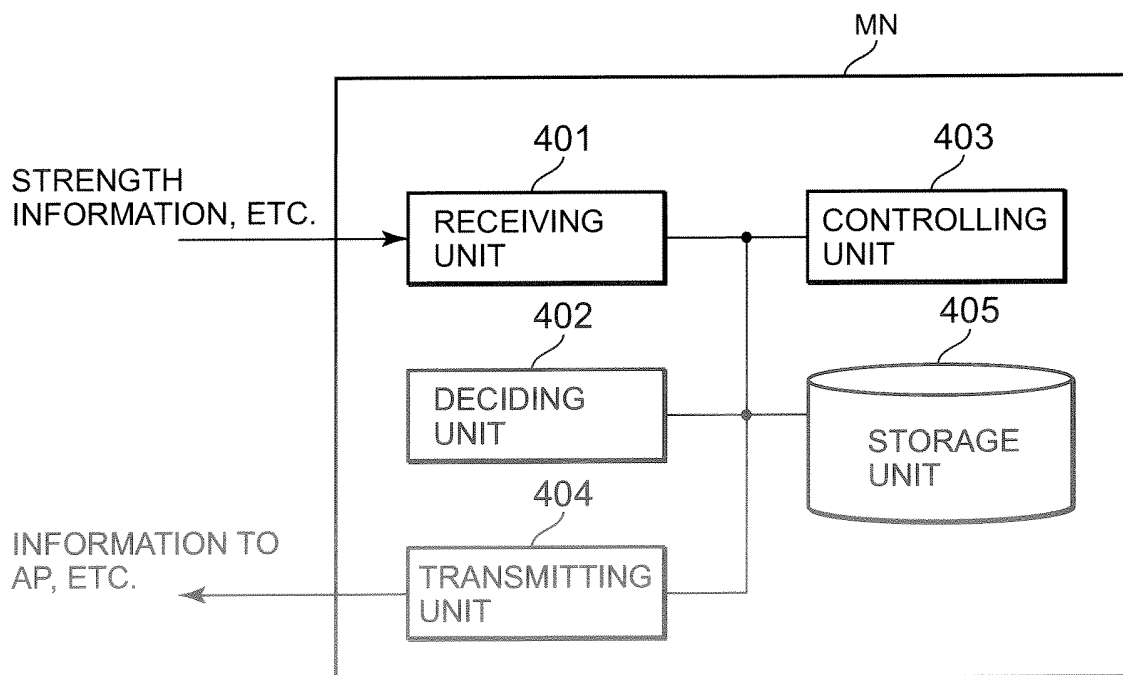 MN
401
403
STRENGTH
INFORMATION, ETC.
RECEIVING
UNIT
CONTROLLING
UNIT
402
405
DECIDING
UNIT
STORAGE
UNIT
404
INFORMATION TO
AP, ETC.
TRANSMITTING
UNIT